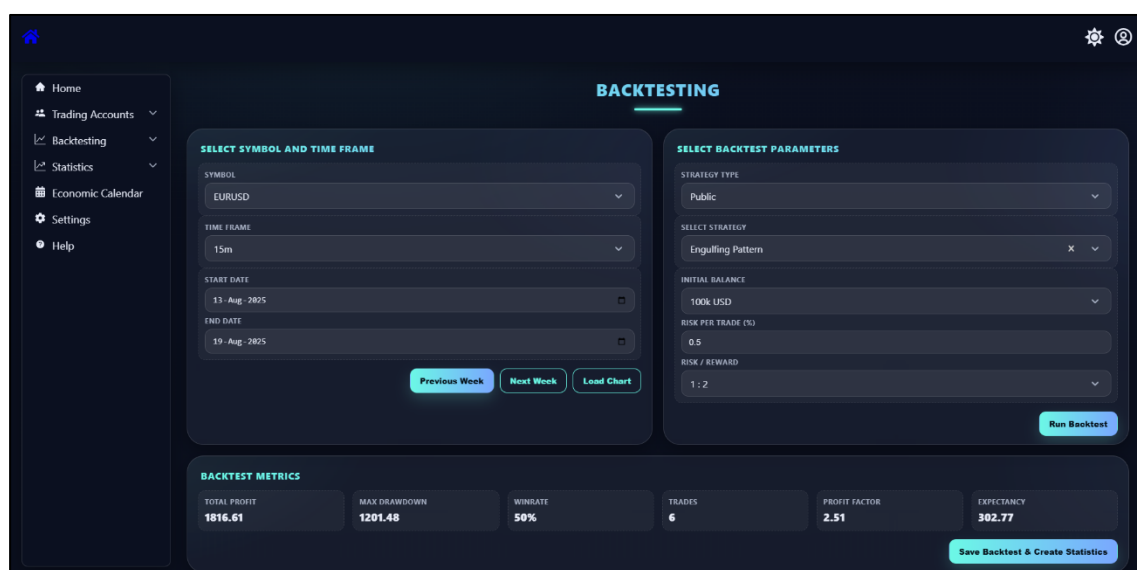 BACKTESTING
Home
Trading Accounts
Backtesting
Statistics
Economic Calendar
Settings
Help
SELECT SYMBOL AND TIME FRAME
SYMBOL
EURUSD
TIME FRAME
15m
START DATE
13-Aug-2025
END DATE
19-Aug-2025
Previous Week Next Week Load Chart
SELECT BACKTEST PARAMETERS
STRATEGY TYPE
Public
SELECT STRATEGY
Engulfing Pattern x
INITIAL BALANCE
100k USD
RISK PER TRADE (%)
0.5
RISK / REWARD
1 : 2
Run Backtest
BACKTEST METRICS
TOTAL PROFIT
1816.61
MAX DRAWDOWN
1201.48
WINRATE
50%
TRADES
6
PROFIT FACTOR
2.51
EXPECTANCY
302.77
Save Backtest & Create Statistics